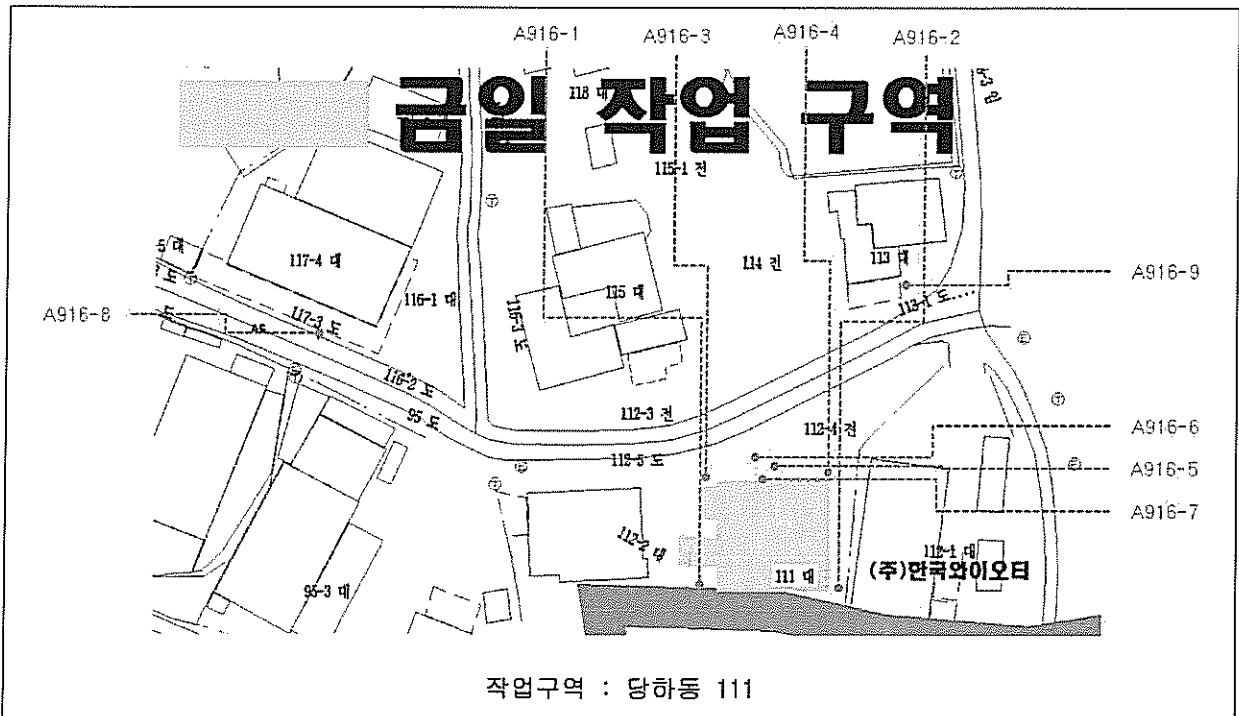 A916-1
A916-3
A916-4
A916-2
금일 작업 구역
118 대
115-1 전
117-4 대
116-1 대
114 전
113 대
A916-9
A916-8
117-3 도
116-3 도
115 대
113-1 도
116-2 도
95 도
112-3 전
112-4 전
A916-6
112-5 도
A916-5
A916-7
112-2 대
112-1 대
(주)한국와이오티
95-3 대
111 대
작업구역 : 당하동 111